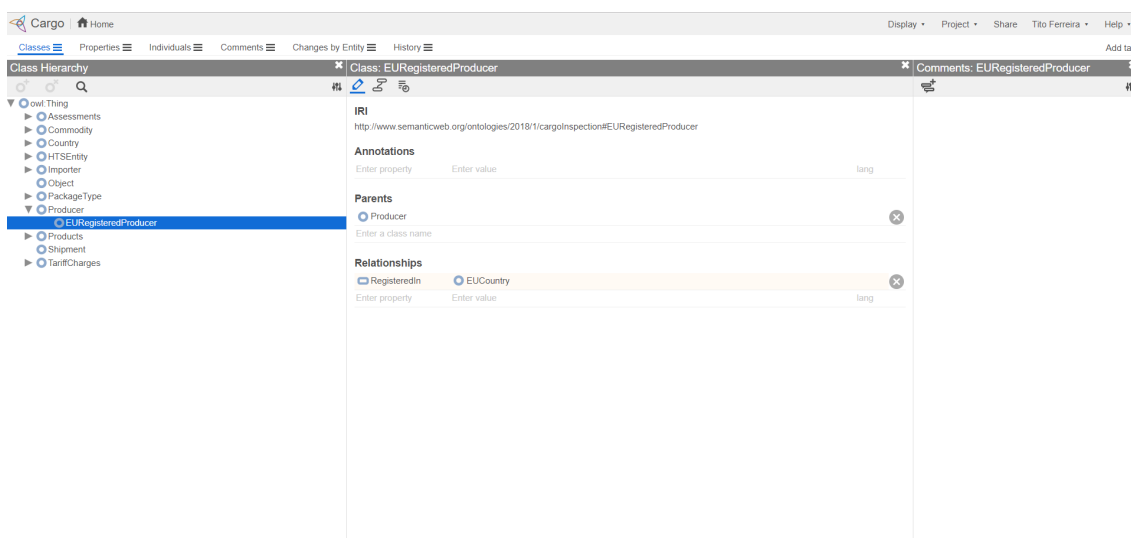 Cargo Home Display Project Share Tito Ferreira Help
Classes Properties Individuals Comments Changes by Entity History Add ta
Class Hierarchy
owl:Thing
Assessments
Commodity
Country
HTSEntity
Importer
Object
PackageType
Producer
EURegisteredProducer
Products
Shipment
TariffCharges
Class: EURegisteredProducer
IRI
http://www.semanticweb.org/ontologies/2018/1/cargoInspection#EURegisteredProducer
Annotations
Enter property Enter value lang
Parents
Producer
Enter a class name
Relationships
RegisteredIn EUCountry
Enter property Enter value lang
Comments: EURegisteredProducer